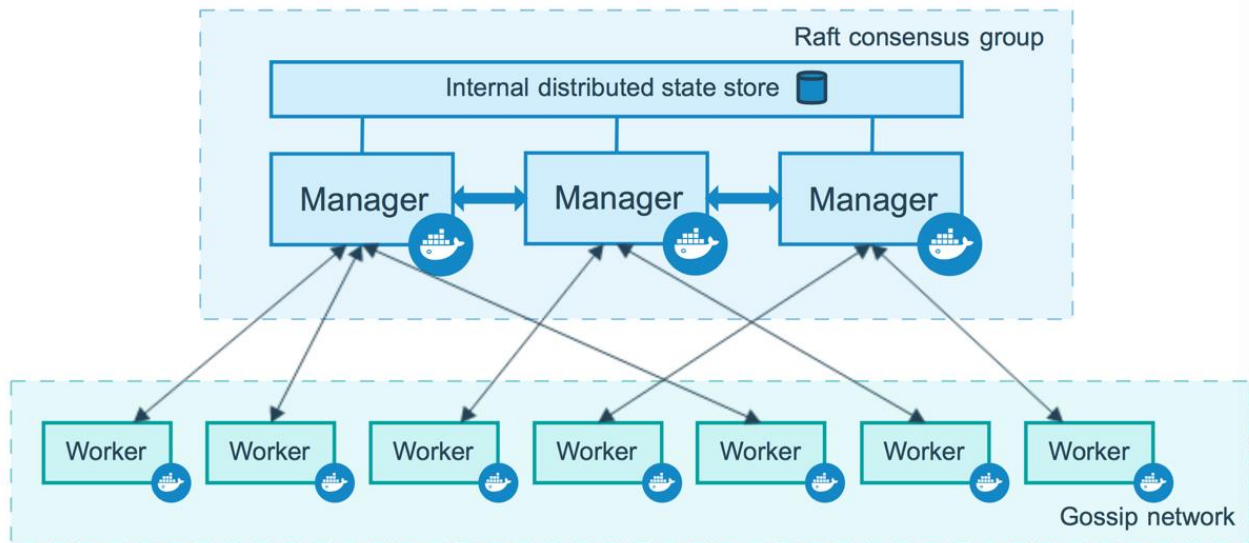 Raft consensus group
Internal distributed state store
Manager
Manager
Manager
Worker
Worker
Worker
Worker
Worker
Worker
Worker
Gossip network